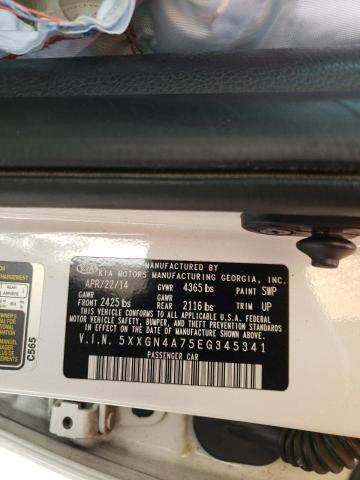 MANUFACTURED BY
KIA MOTORS MANUFACTURING GEORGIA, INC.
APR/22/14 GVWR 4365 lbs PAINT SWP
GAWR FRONT 2425 lbs GAWR REAR 2116 lbs TRIM UP
THIS VEHICLE CONFORMS TO ALL APPLICABLE U.S. FEDERAL
MOTOR VEHICLE SAFETY, BUMPER, AND THEFT PREVENTION STANDARDS
IN EFFECT ON THE DATE OF MANUFACTURE SHOWN ABOVE.
V.I.N. 5XXGN4A75EG345341
PASSENGER CAR
C565
REAR